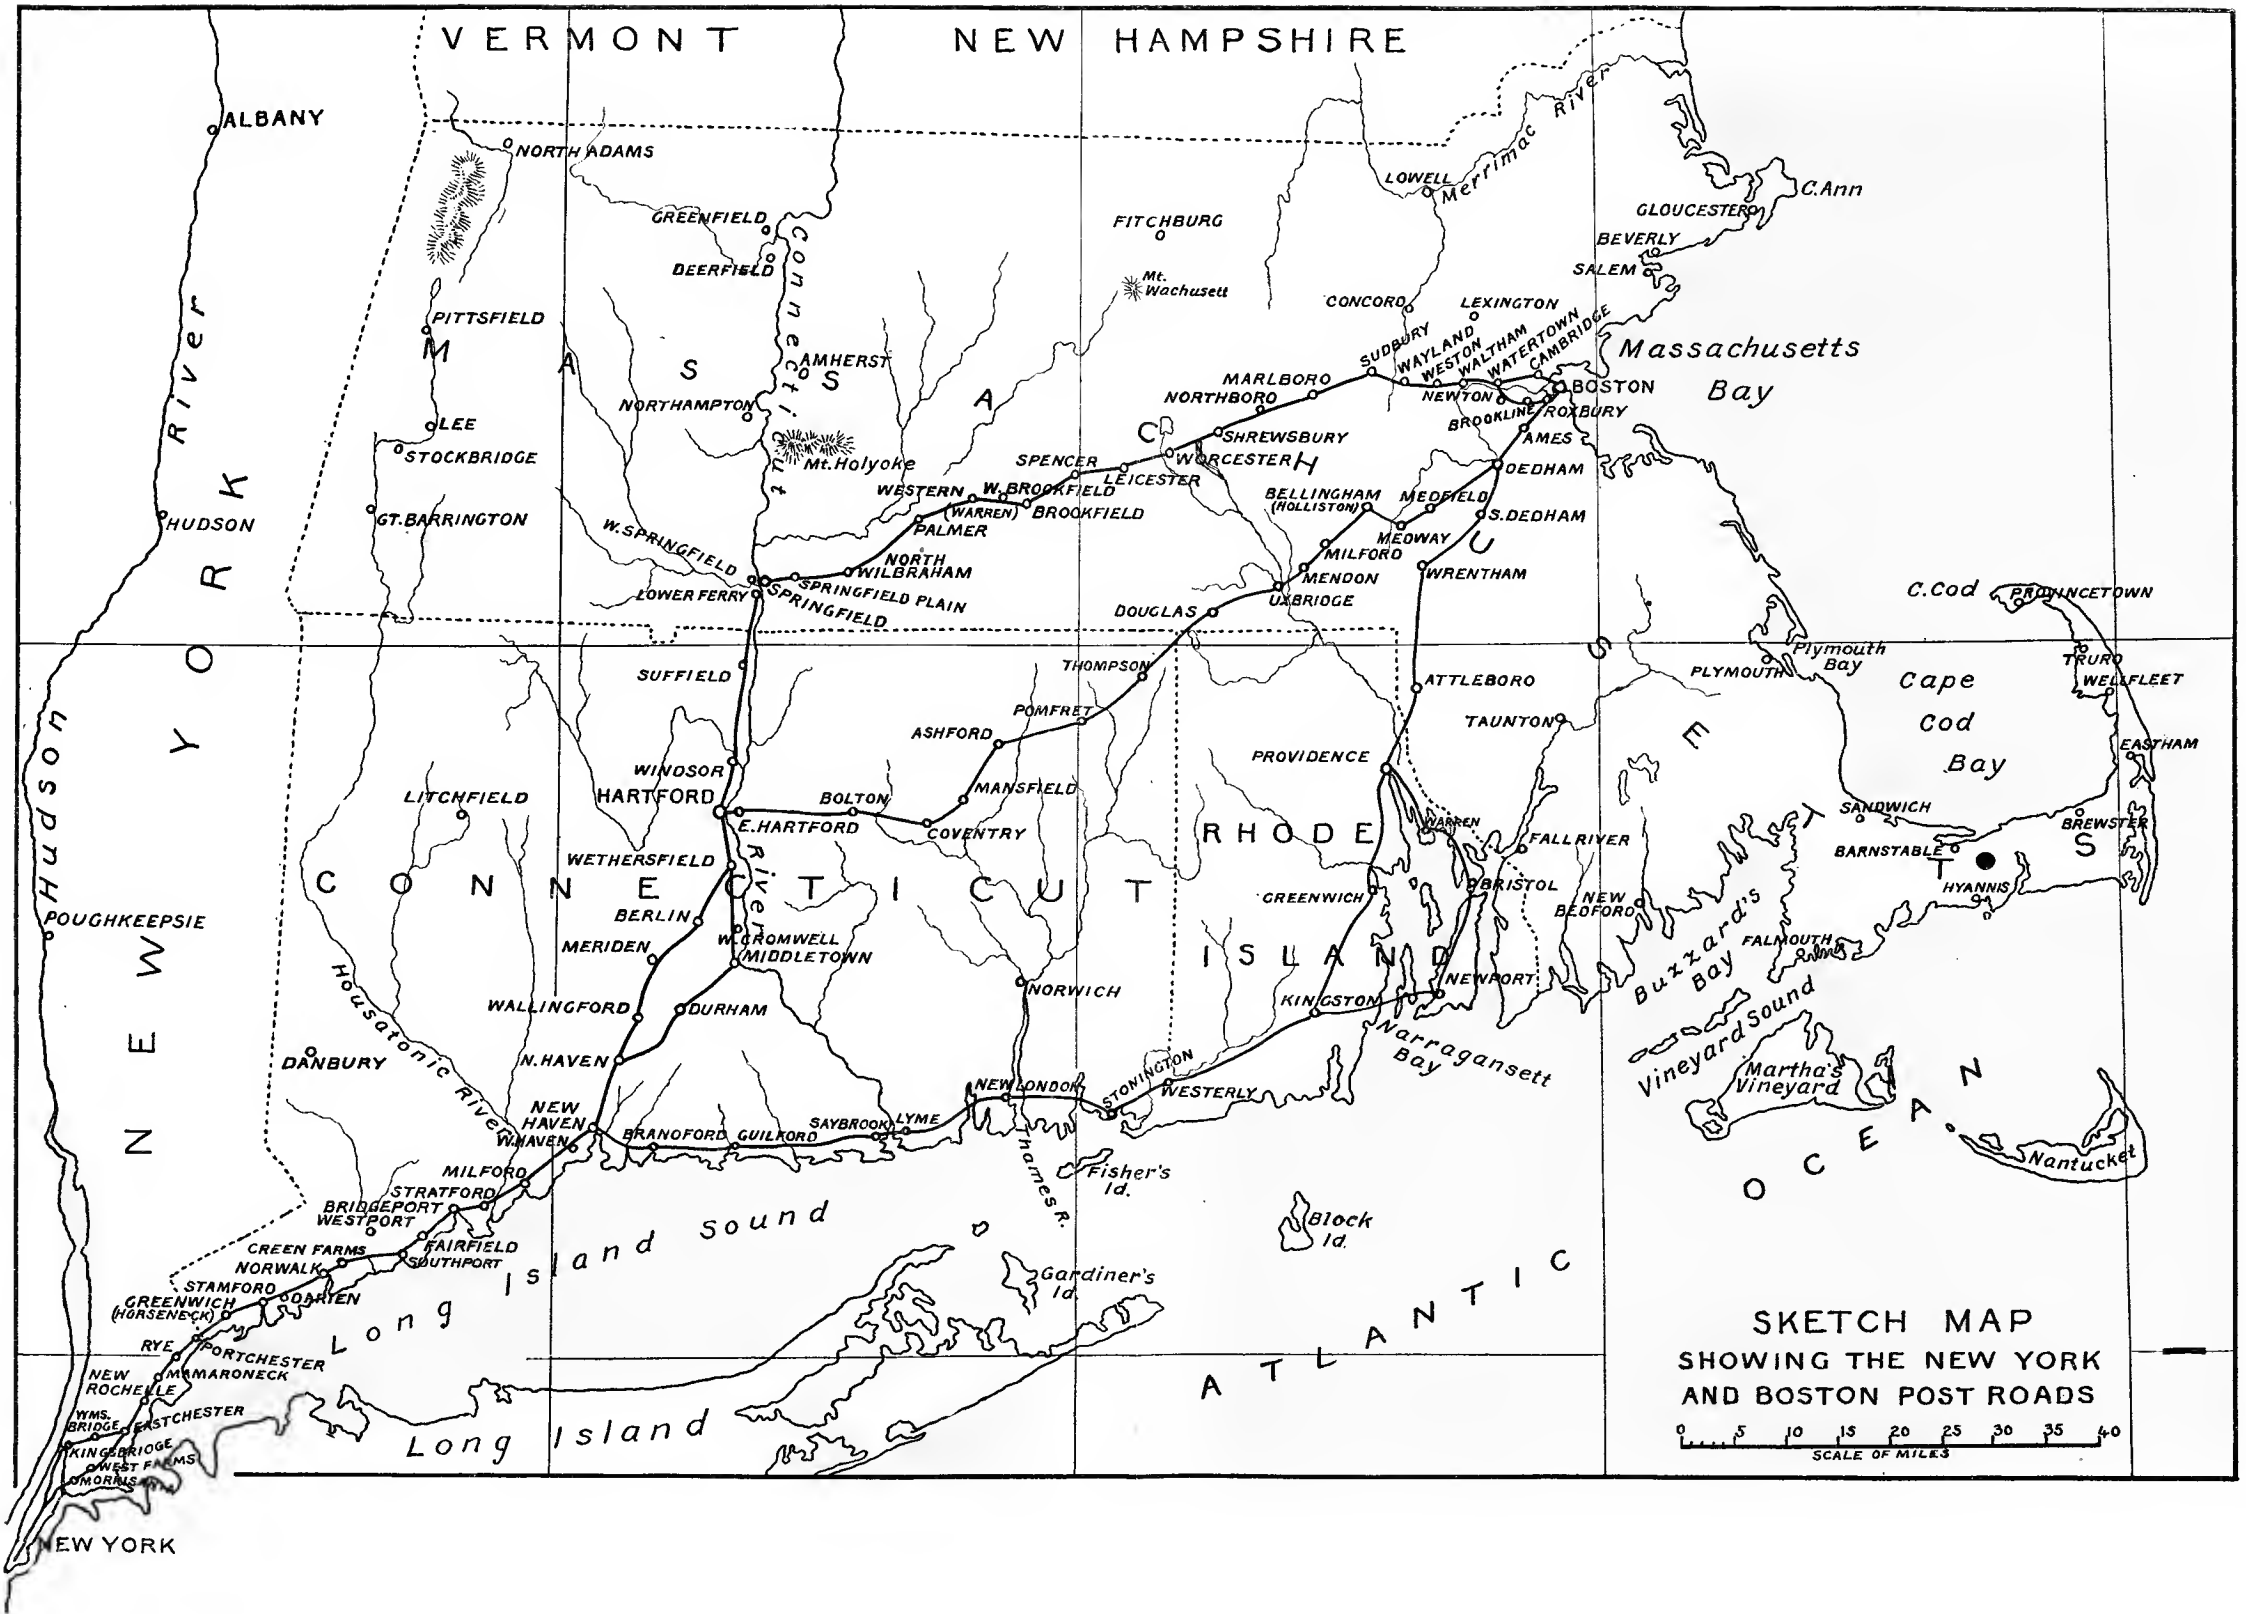 VERMONT
NEW HAMPSHIRE
ALBANY
NORTH ADAMS
Merrimac River
LOWELL
C. Ann
GLOUCESTER
GREENFIELD
FITCHBURG
BEVERLY
DEERFIELD
SALEM
Mt.
Wachusett
CONCORD
LEXINGTON
Hudson River
Connecticut River
PITTSFIELD
SUDBURY
WAYLAND
WESTON
WALTHAM
WATERTOWN
CAMBRIDGE
Massachusetts
Bay
MASSACHUSETTS
AMHERST
MARLBORO
BOSTON
NORTHBORO
NEWTON
NORTHAMPTON
BROOKLINE
ROXBURY
LEE
AMES
SHREWSBURY
STOCKBRIDGE
Mt. Holyoke
WORCESTER
SPENCER
LEICESTER
DEDHAM
WESTERN
(WARREN)
W. BROOKFIELD
BROOKFIELD
BELLINGHAM
(HOLLISTON)
MEDFIELD
HUDSON
GT. BARRINGTON
S. DEDHAM
PALMER
MEDWAY
W. SPRINGFIELD
MILFORD
NORTH
WILBRAHAM
MENDON
WRENTHAM
LOWER FERRY
SPRINGFIELD PLAIN
SPRINGFIELD
UXBRIDGE
C. Cod
PROVINCETOWN
DOUGLAS
NEW YORK
Plymouth
Bay
PLYMOUTH
TRURO
THOMPSON
SUFFIELD
ATTLEBORO
Cape
Cod
Bay
WELLFLEET
POMFRET
TAUNTON
ASHFORD
EASTHAM
PROVIDENCE
WINDSOR
LITCHFIELD
HARTFORD
BOLTON
MANSFIELD
SANDWICH
E. HARTFORD
COVENTRY
WARREN
BREWSTER
RHODE
ISLAND
FALL RIVER
BARNSTABLE
WETHERSFIELD
CONNECTICUT
GREENWICH
BRISTOL
HYANNIS
NEW
BEDFORD
POUGHKEEPSIE
BERLIN
MERIDEN
W. CROMWELL
MIDDLETOWN
Buzzard's
Bay
FALMOUTH
NEWPORT
NORWICH
KINGSTON
WALLINGFORD
DURHAM
Vineyard Sound
Housatonic River
Narragansett
Bay
DANBURY
N. HAVEN
STONINGTON
Martha's
Vineyard
NEW LONDON
WESTERLY
NEW
HAVEN
W. HAVEN
BRANFORD
GUILFORD
SAYBROOK
LYME
Thames R.
Nantucket
MILFORD
Fisher's
Id.
STRATFORD
BRIDGEPORT
WESTPORT
Long Island Sound
Block
Id.
GREEN FARMS
FAIRFIELD
SOUTHPORT
NORWALK
ATLANTIC OCEAN
STAMFORD
DARIEN
Gardiner's
Id.
GREENWICH
(HORSENECK)
RYE
PORTCHESTER
MAMARONECK
NEW
ROCHELLE
WMS.
BRIDGE
EASTCHESTER
KINGSBRIDGE
WEST FARMS
Long Island
NEW YORK
SKETCH MAP
SHOWING THE NEW YORK
AND BOSTON POST ROADS
0 5 10 15 20 25 30 35 40
SCALE OF MILES